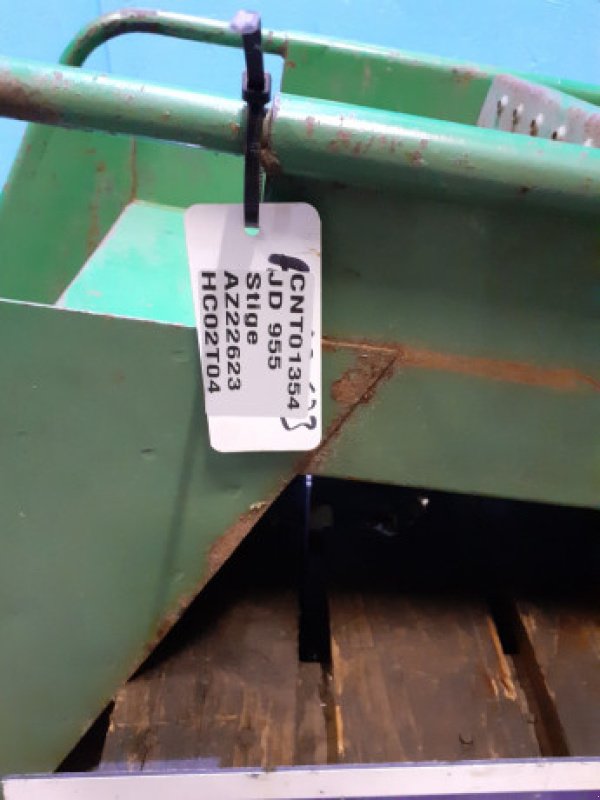 CNT01354
JD 955
Stige
AZ22623
HC02T04